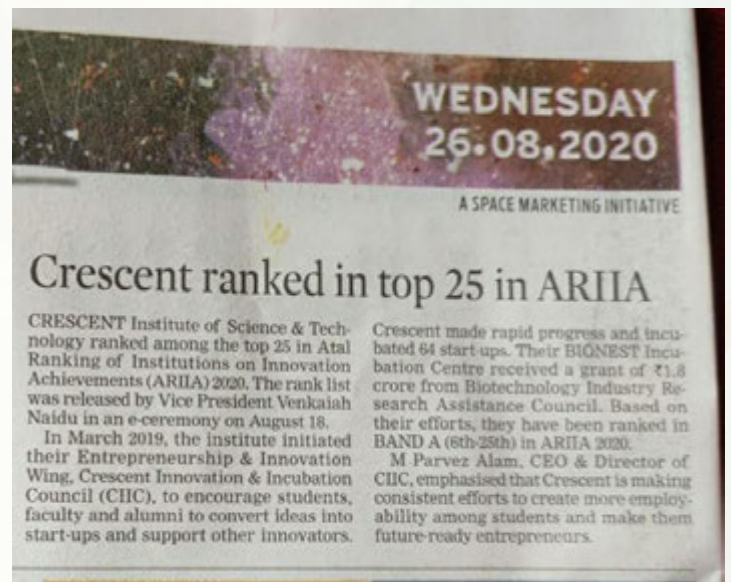 WEDNESDAY
26.08.2020
A SPACE MARKETING INITIATIVE
Crescent ranked in top 25 in ARIIA
CRESCENT Institute of Science & Tech-
nology ranked among the top 25 in Atal
Ranking of Institutions on Innovation
Achievements (ARIIA) 2020. The rank list
was released by Vice President Venkaiah
Naidu in an e-ceremony on August 18.
In March 2019, the institute initiated
their Entrepreneurship & Innovation
Wing, Crescent Innovation & Incubation
Council (CIIC), to encourage students,
faculty and alumni to convert ideas into
start-ups and support other innovators.
Crescent made rapid progress and incu-
bated 64 start-ups. Their BIONEST Incu-
bation Centre received a grant of ₹1.8
crore from Biotechnology Industry Re-
search Assistance Council. Based on
their efforts, they have been ranked in
BAND A (6th-25th) in ARIIA 2020.
M Parvez Alam, CEO & Director of
CIIC, emphasised that Crescent is making
consistent efforts to create more employ-
ability among students and make them
future-ready entrepreneurs.